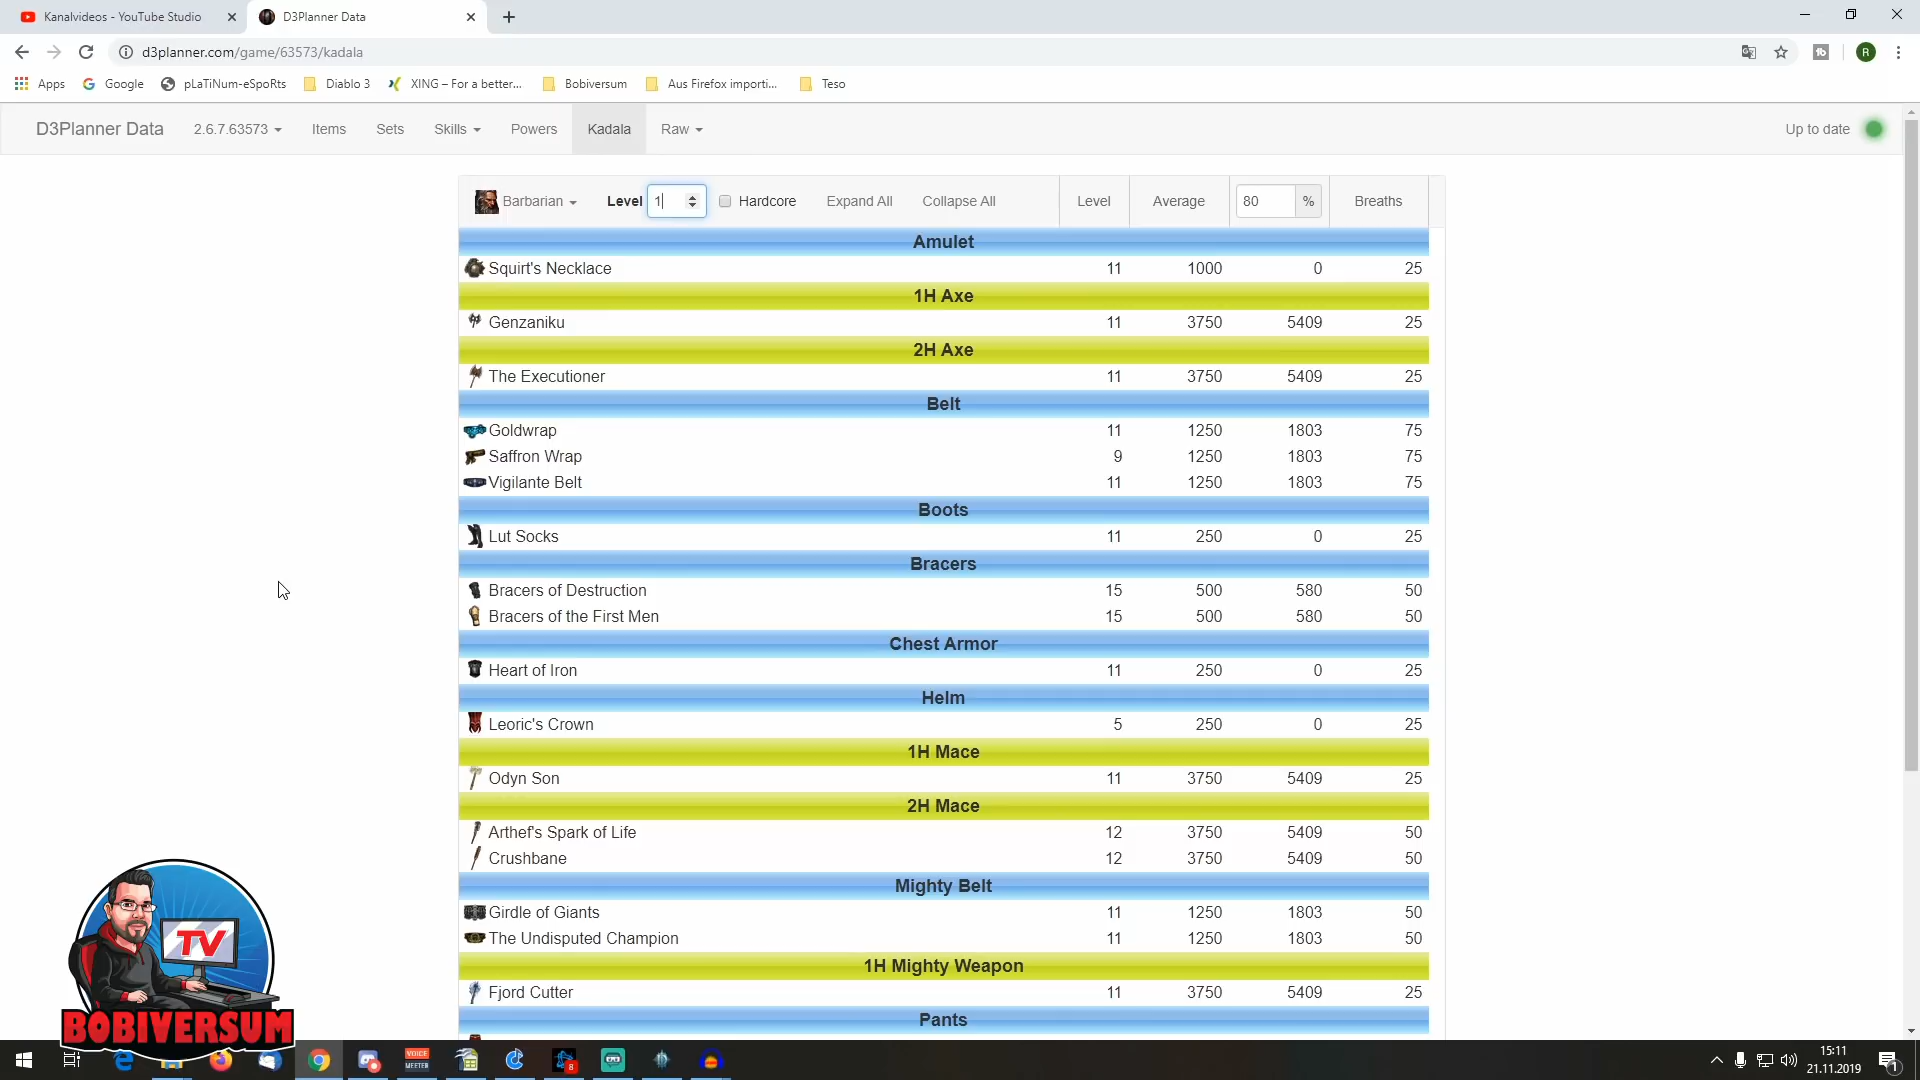 Kanalvideos - YouTube Studio
D3Planner Data
d3planner.com/game/63573/kadala
Apps
Google
pLaTiNum-eSpoRts
Diablo 3
XING – For a better...
Bobiversum
Aus Firefox importi...
Teso
D3Planner Data
2.6.7.63573
Items
Sets
Skills
Powers
Kadala
Raw
Up to date
Barbarian
Level 1
Hardcore
Expand All
Collapse All
Level
Average
80 %
Breaths
Amulet
Squirt's Necklace 11 1000 0 25
1H Axe
Genzaniku 11 3750 5409 25
2H Axe
The Executioner 11 3750 5409 25
Belt
Goldwrap 11 1250 1803 75
Saffron Wrap 9 1250 1803 75
Vigilante Belt 11 1250 1803 75
Boots
Lut Socks 11 250 0 25
Bracers
Bracers of Destruction 15 500 580 50
Bracers of the First Men 15 500 580 50
Chest Armor
Heart of Iron 11 250 0 25
Helm
Leoric's Crown 5 250 0 25
1H Mace
Odyn Son 11 3750 5409 25
2H Mace
Arthef's Spark of Life 12 3750 5409 50
Crushbane 12 3750 5409 50
Mighty Belt
Girdle of Giants 11 1250 1803 50
The Undisputed Champion 11 1250 1803 50
1H Mighty Weapon
Fjord Cutter 11 3750 5409 25
Pants
TV
BOBIVERSUM
VOICE
MEETER
8
15:11
21.11.2019
1